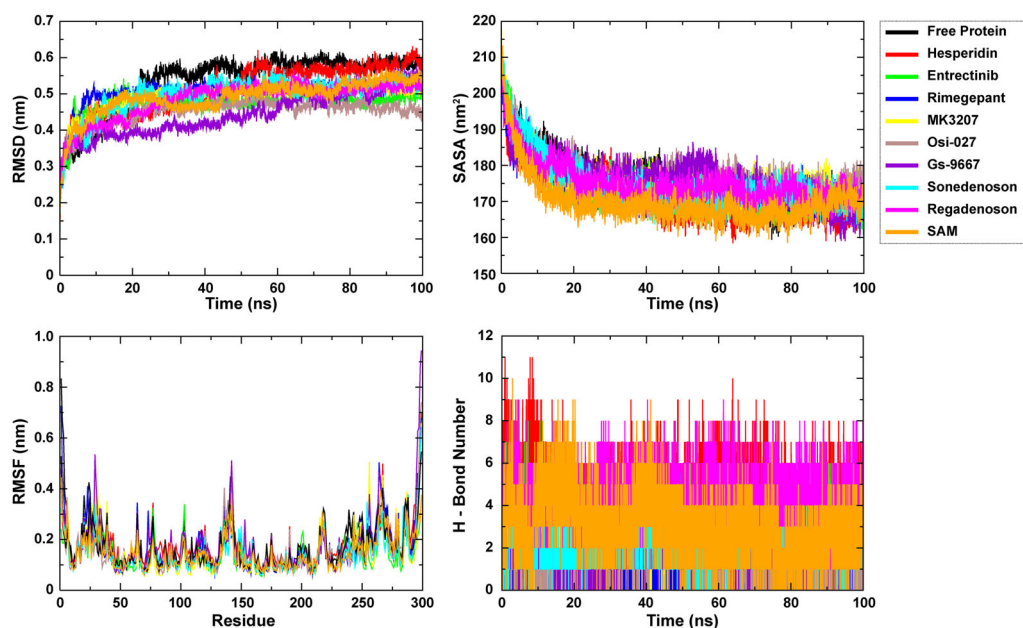 0.7
0.6
0.5
0.4
0.3
0.2
0.1
0
RMSD (nm)
0 20 40 60 80 100
Time (ns)
220
210
200
190
180
170
160
150
SASA (nm²)
0 20 40 60 80 100
Time (ns)
Free Protein
Hesperidin
Entrectinib
Rimegepant
MK3207
Osi-027
Gs-9667
Sonedenoson
Regadenoson
SAM
1.0
0.8
0.6
0.4
0.2
0.0
RMSF (nm)
0 50 100 150 200 250 300
Residue
12
10
8
6
4
2
0
H - Bond Number
0 20 40 60 80 100
Time (ns)